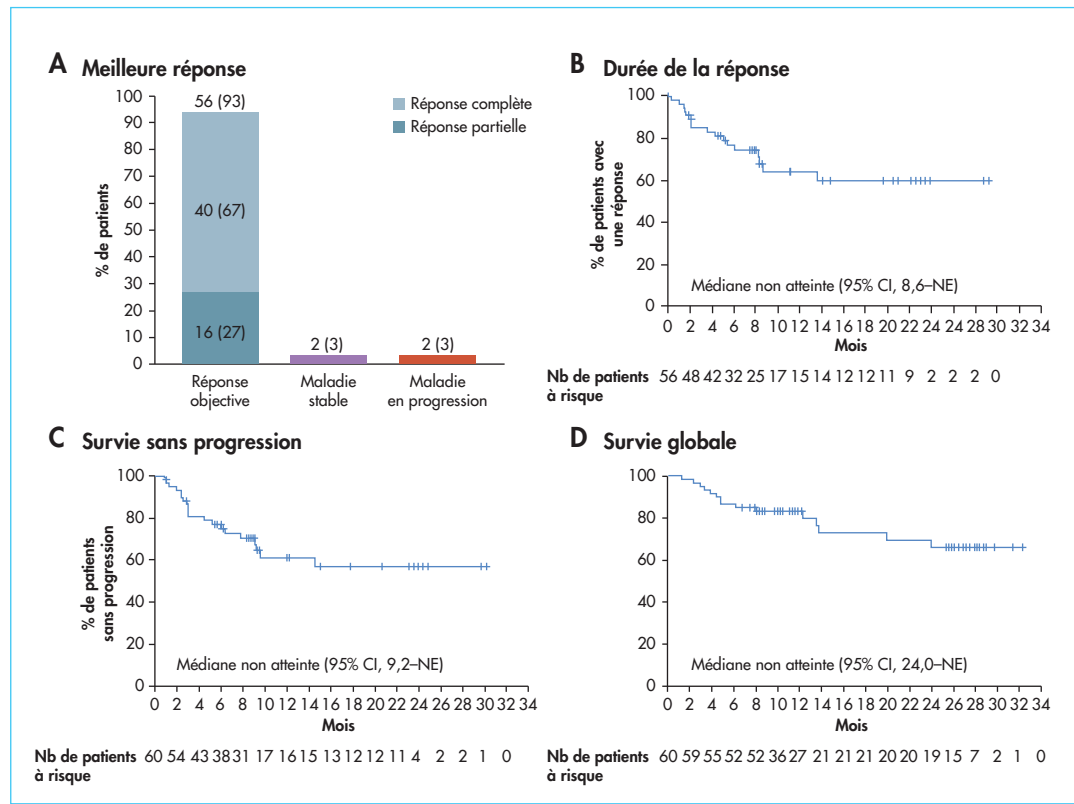 A Meilleure réponse
100
90
80
70
60
50
40
30
20
10
0
% de patients
56 (93)
40 (67)
16 (27)
2 (3)
2 (3)
Réponse complète
Réponse partielle
Réponse
objective
Maladie
stable
Maladie
en progression
B Durée de la réponse
100
80
60
40
20
0
% de patients avec
une réponse
80
60
Médiane non atteinte (95% CI, 8,6–NE)
0 2 4 6 8 10 12 14 16 18 20 22 24 26 28 30 32 34
Mois
Nb de patients 56 48 42 32 25 17 15 14 12 12 11 9 2 2 2 0
à risque
C Survie sans progression
100
80
60
40
20
0
% de patients
sans progression
Médiane non atteinte (95% CI, 9,2–NE)
0 2 4 6 8 10 12 14 16 18 20 22 24 26 28 30 32 34
Mois
Nb de patients 60 54 43 38 31 17 16 15 13 12 12 11 4 2 2 1 0
à risque
D Survie globale
100
80
60
40
20
0
Médiane non atteinte (95% CI, 24,0–NE)
0 2 4 6 8 10 12 14 16 18 20 22 24 26 28 30 32 34
Mois
Nb de patients 60 59 55 52 52 36 27 21 21 21 20 20 19 15 7 2 1 0
à risque